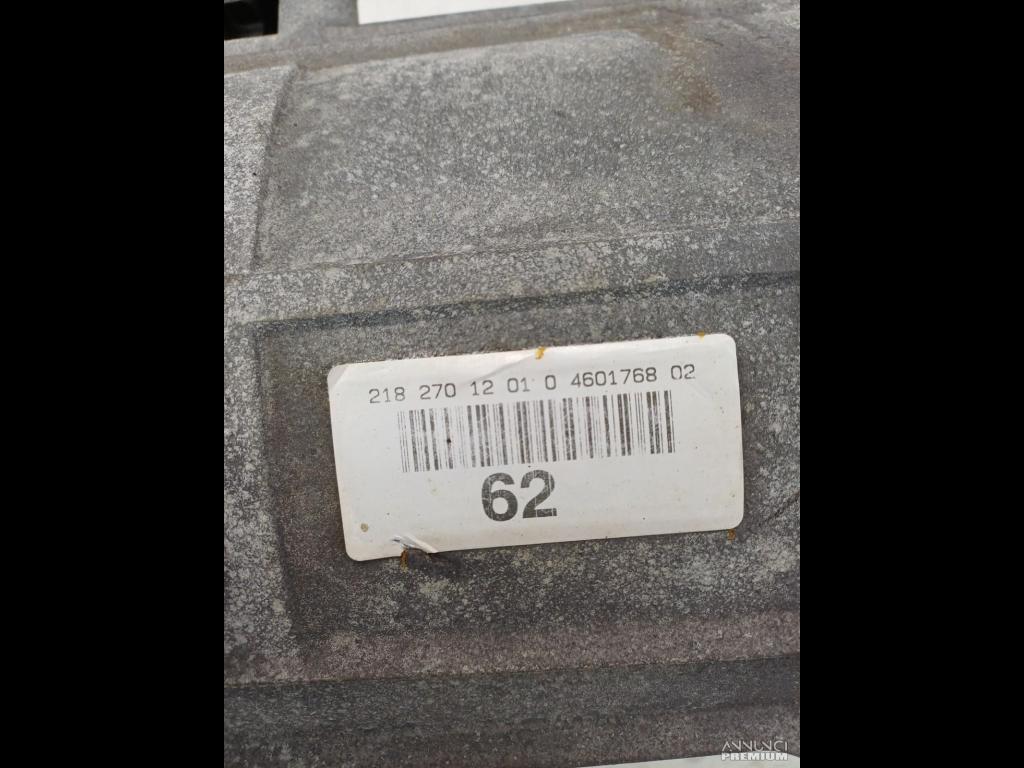 218 270 12 01 0 4601768 02
62
ANNUNCI
PREMIUM